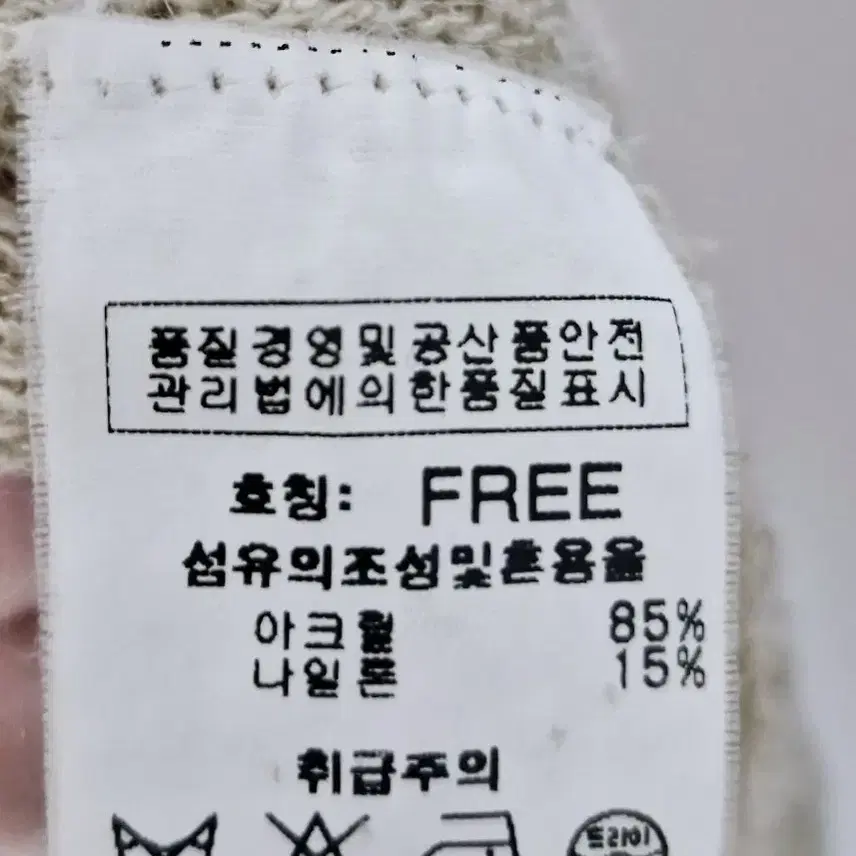 품질경영및공산품안전
관리법에의한품질표시
호칭: FREE
섬유의조성및혼용율
아크릴 85%
나일론 15%
취급주의
드라이